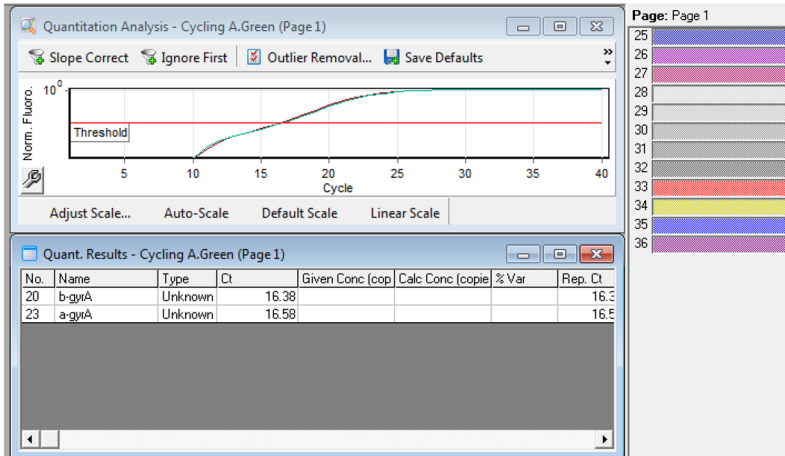 Quantitation Analysis - Cycling A.Green (Page 1)
Slope Correct Ignore First Outlier Removal... Save Defaults
Norm. Fluoro.
10^0
Threshold
5 10 15 20 25 30 35 40
Cycle
Adjust Scale... Auto-Scale Default Scale Linear Scale
Quant. Results - Cycling A.Green (Page 1)
No. Name Type Ct Given Conc (cop Calc Conc (copie % Var Rep. Ct
20 b-gyrA Unknown 16.38 16.3
23 a-gyrA Unknown 16.58 16.5
Page: Page 1
25
26
27
28
29
30
31
32
33
34
35
36